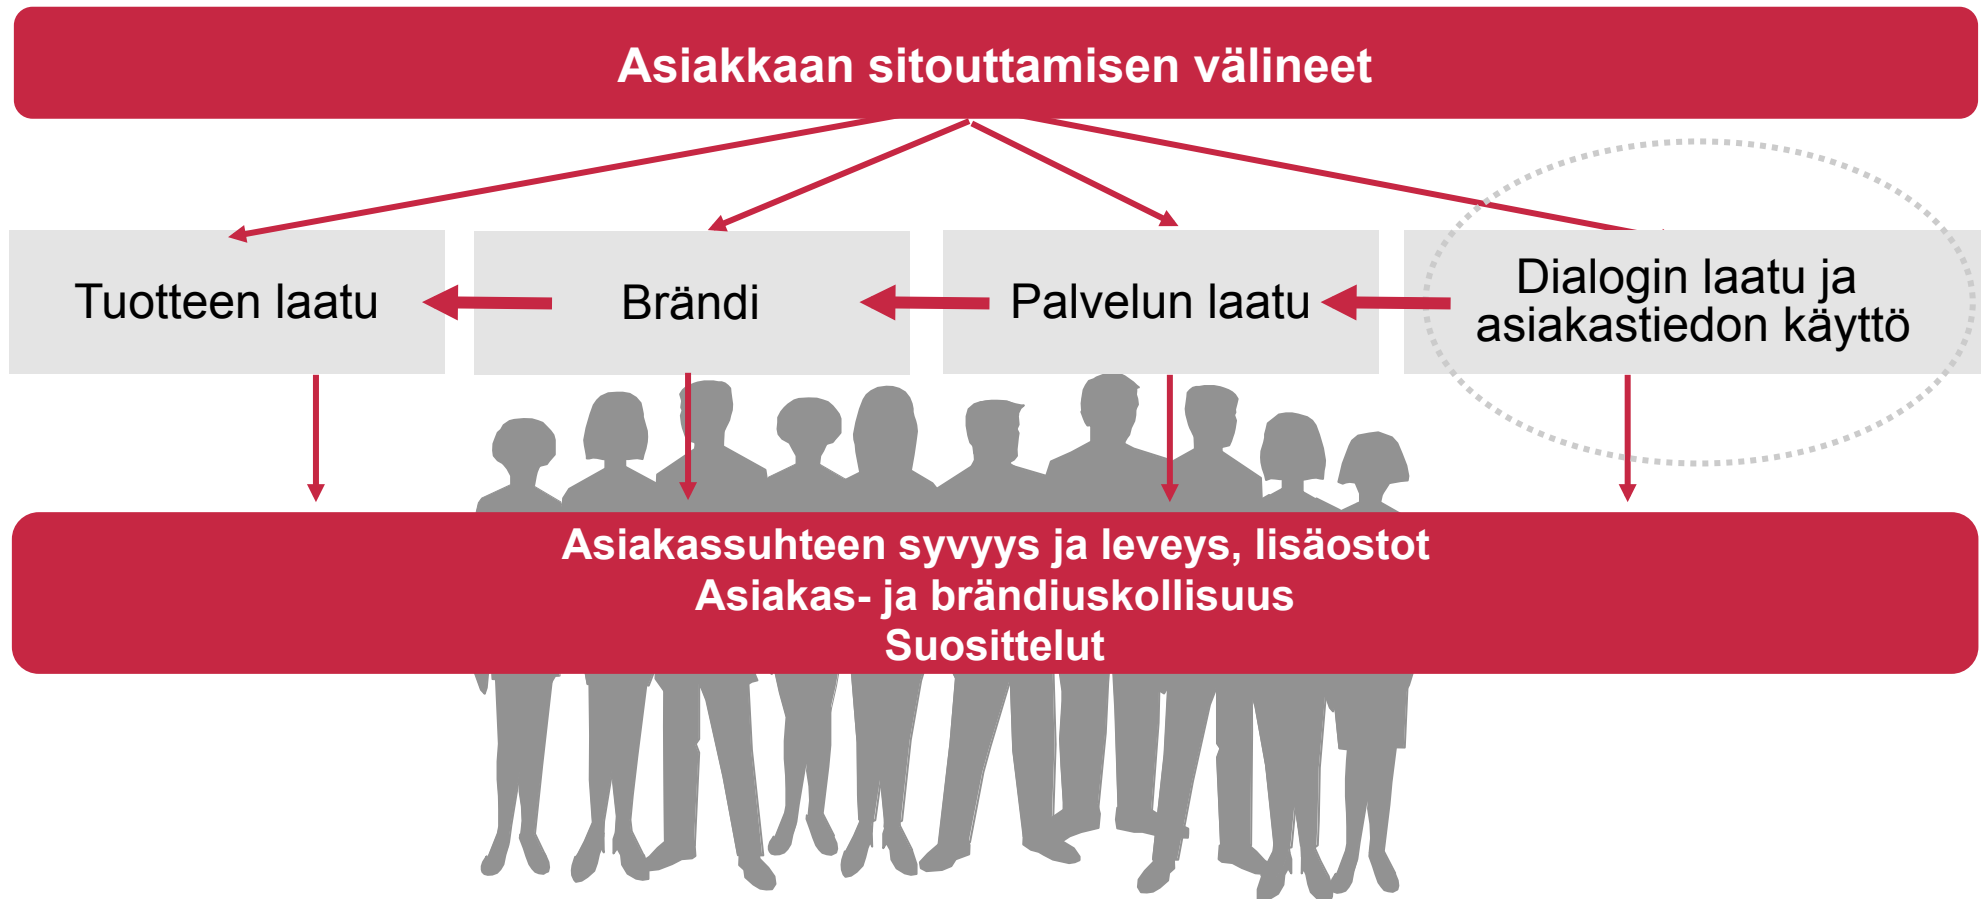 Asiakkaan sitouttamisen välineet
Tuotteen laatu
Brändi
Palvelun laatu
Dialogin laatu ja
asiakastiedon käyttö
Asiakassuhteen syvyys ja leveys, lisäostot
Asiakas- ja brändiuskollisuus
Suosittelut